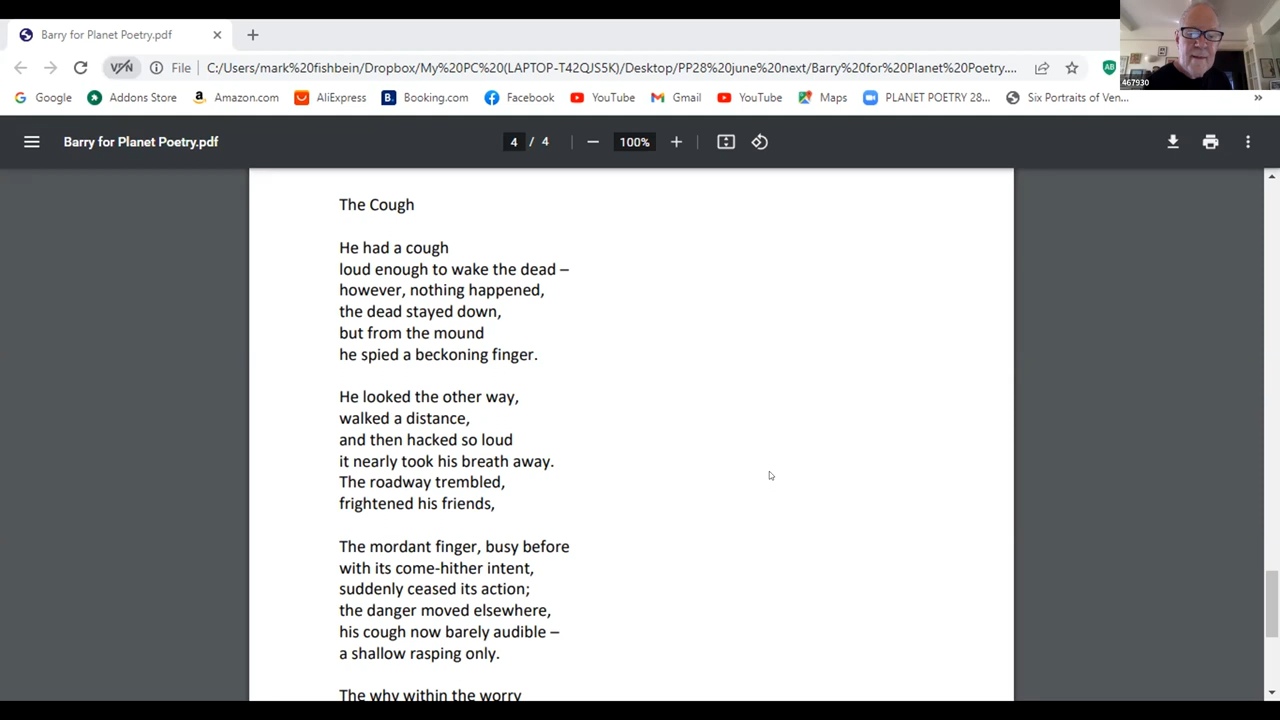 Barry for Planet Poetry.pdf
467930
VPN
File
C:/Users/mark%20fishbein/Dropbox/My%20PC%20(LAPTOP-T42QJS5K)/Desktop/PP28%20june%20next/Barry%20for%20Planet%20Poetry....
AB
Google
Addons Store
Amazon.com
AliExpress
Booking.com
Facebook
YouTube
Gmail
YouTube
Maps
PLANET POETRY 28...
Six Portraits of Ven...
»
Barry for Planet Poetry.pdf
4 / 4
100%
The Cough
He had a cough
loud enough to wake the dead –
however, nothing happened,
the dead stayed down,
but from the mound
he spied a beckoning finger.
He looked the other way,
walked a distance,
and then hacked so loud
it nearly took his breath away.
The roadway trembled,
frightened his friends,
The mordant finger, busy before
with its come-hither intent,
suddenly ceased its action;
the danger moved elsewhere,
his cough now barely audible –
a shallow rasping only.
The why within the worry